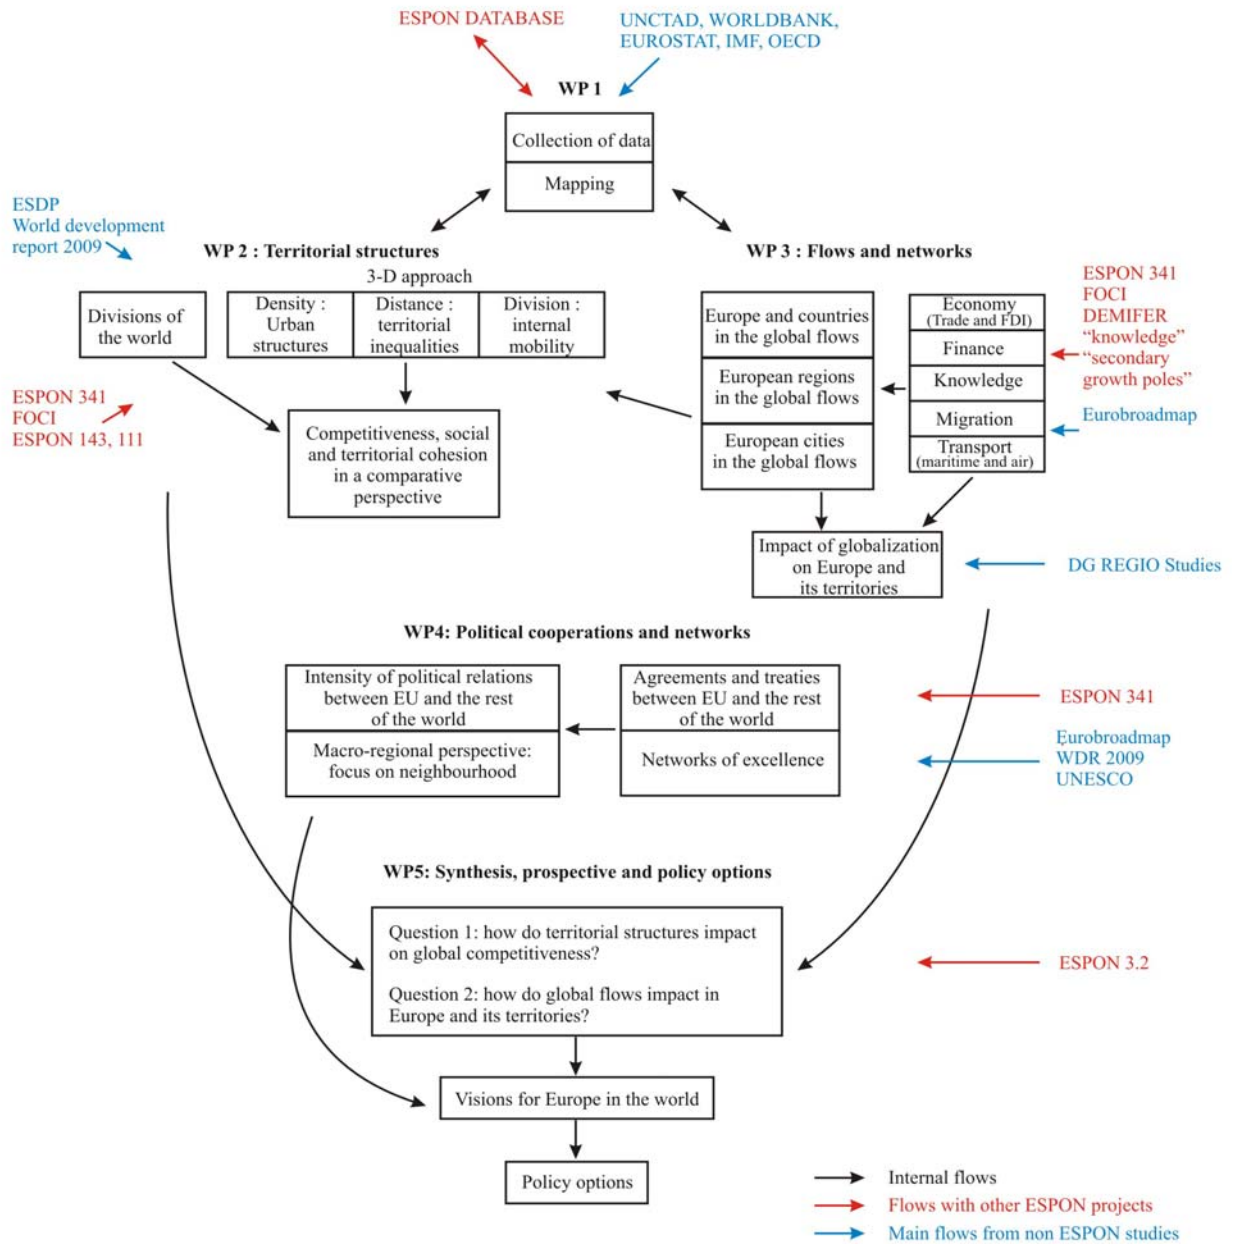 ESPON DATABASE
UNCTAD, WORLDBANK,
EUROSTAT, IMF, OECD
WP 1
Collection of data
Mapping
ESDP
World development
report 2009
WP 2 : Territorial structures
3-D approach
Divisions of
the world
Density :
Urban
structures
Distance :
territorial
inequalities
Division :
internal
mobility
ESPON 341
FOCI
ESPON 143, 111
Competitiveness, social
and territorial cohesion
in a comparative
perspective
WP 3 : Flows and networks
Europe and countries
in the global flows
European regions
in the global flows
European cities
in the global flows
Economy
(Trade and FDI)
Finance
Knowledge
Migration
Transport
(maritime and air)
ESPON 341
FOCI
DEMIFER
“knowledge”
“secondary
growth poles”
Eurobroadmap
Impact of globalization
on Europe and
its territories
DG REGIO Studies
WP4: Political cooperations and networks
Intensity of political relations
between EU and the rest
of the world
Macro-regional perspective:
focus on neighbourhood
Agreements and treaties
between EU and the rest
of the world
Networks of excellence
ESPON 341
Eurobroadmap
WDR 2009
UNESCO
WP5: Synthesis, prospective and policy options
Question 1: how do territorial structures impact
on global competitiveness?
Question 2: how do global flows impact in
Europe and its territories?
ESPON 3.2
Visions for Europe in the world
Policy options
Internal flows
Flows with other ESPON projects
Main flows from non ESPON studies